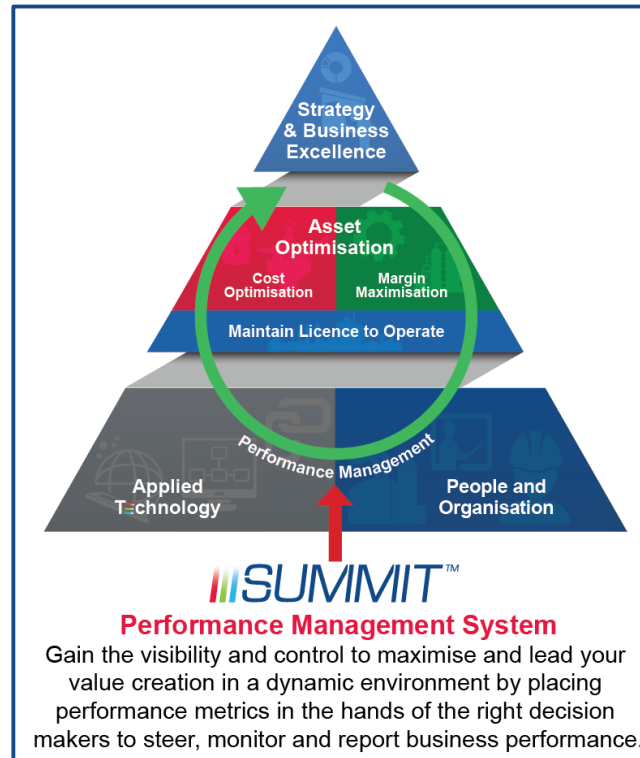 Strategy
& Business
Excellence
Asset
Optimisation
Cost
Optimisation
Margin
Maximisation
Maintain Licence to Operate
Performance Management
Applied
Technology
People and
Organisation
SUMMIT™
Performance Management System
Gain the visibility and control to maximise and lead your
value creation in a dynamic environment by placing
performance metrics in the hands of the right decision
makers to steer, monitor and report business performance.